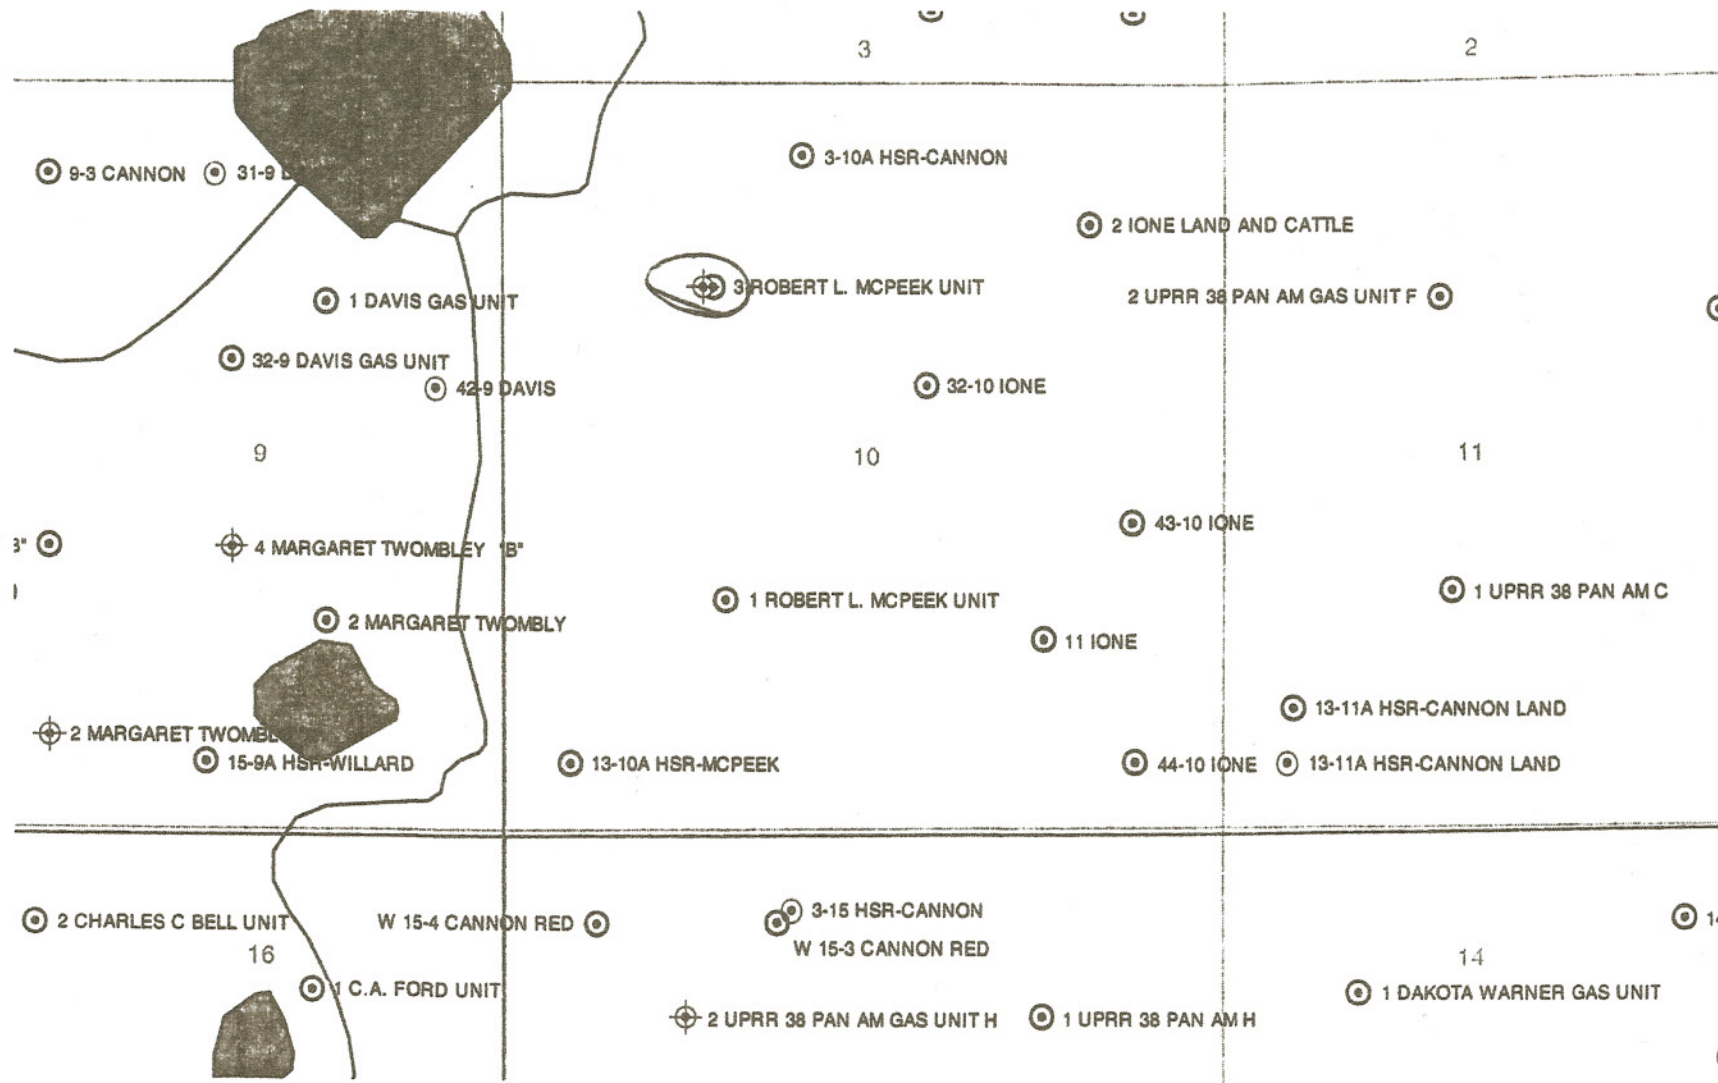 3
2
3-10A HSR-CANNON
9-3 CANNON
31-9
2 IONE LAND AND CATTLE
3 ROBERT L. MCPEEK UNIT
2 UPRR 38 PAN AM GAS UNIT F
1 DAVIS GAS UNIT
32-9 DAVIS GAS UNIT
42-9 DAVIS
32-10 IONE
9
10
11
43-10 IONE
4 MARGARET TWOMBLEY "B"
1 UPRR 38 PAN AM C
1 ROBERT L. MCPEEK UNIT
2 MARGARET TWOMBLY
11 IONE
13-11A HSR-CANNON LAND
2 MARGARET
15-9A HSR-WILLARD
13-10A HSR-MCPEEK
44-10 IONE
13-11A HSR-CANNON LAND
2 CHARLES C BELL UNIT
W 15-4 CANNON RED
3-15 HSR-CANNON
W 15-3 CANNON RED
16
14
1 C.A. FORD UNIT
1 DAKOTA WARNER GAS UNIT
2 UPRR 38 PAN AM GAS UNIT H
1 UPRR 38 PAN AM H